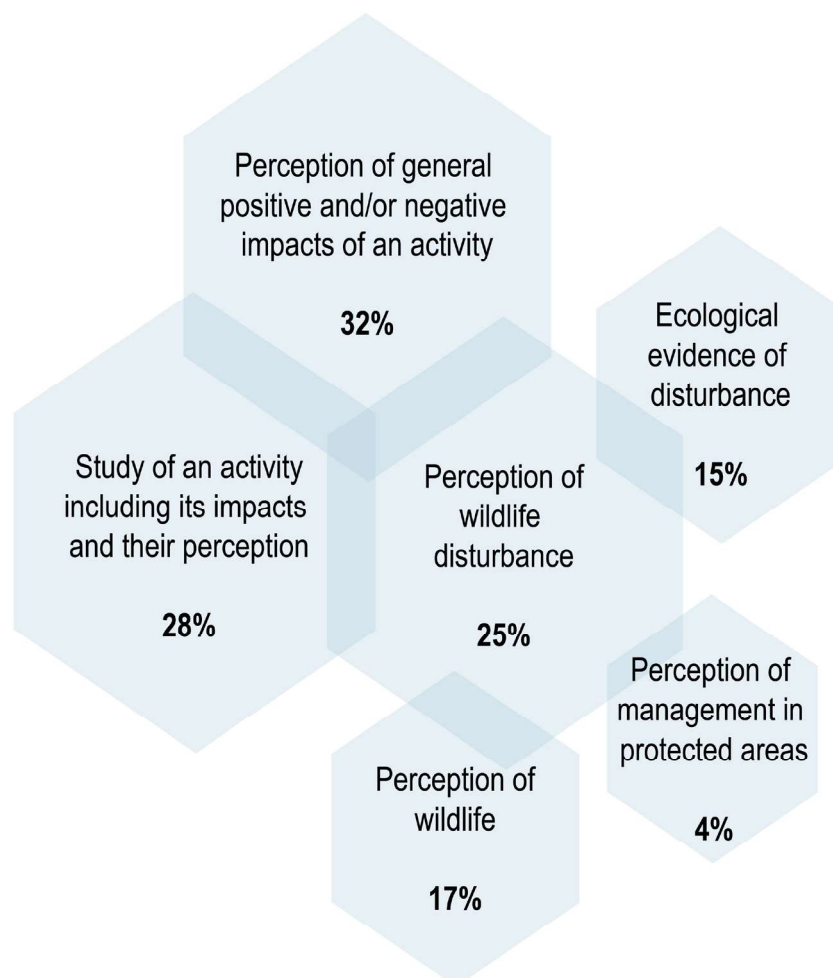 Perception of general
positive and/or negative
impacts of an activity
32%
Ecological
evidence of
disturbance
15%
Study of an activity
including its impacts
and their perception
28%
Perception of
wildlife
disturbance
25%
Perception of
management in
protected areas
4%
Perception of
wildlife
17%